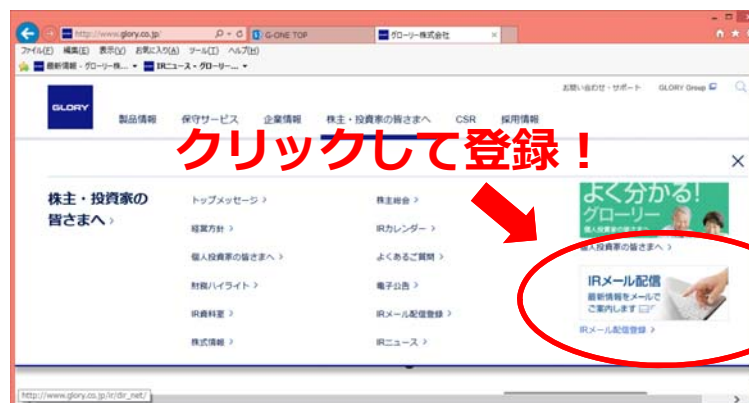 http://www.glory.co.jp/
G-ONE TOP
グローリー株式会社
ファイル(F) 編集(E) 表示(V) お気に入り(A) ツール(T) ヘルプ(H)
最新情報 - グローリー株...
IRニュース - グローリー...
お問い合わせ・サポート GLORY Group
GLORY
製品情報 保守サービス 企業情報 株主・投資家の皆さまへ CSR 採用情報
クリックして登録！
株主・投資家の
皆さまへ ›
トップメッセージ ›
経営方針 ›
個人投資家の皆さまへ ›
財務ハイライト ›
IR資料室 ›
株式情報 ›
株主総会 ›
IRカレンダー ›
よくあるご質問 ›
電子公告 ›
IRメール配信登録 ›
IRニュース ›
よく分かる!
グローリー
個人投資家の皆さまへ
個人投資家の皆さまへ ›
IRメール配信
最新情報をメールで
ご案内します
IRメール配信登録 ›
http://www.glory.co.jp/ir/dir_net/